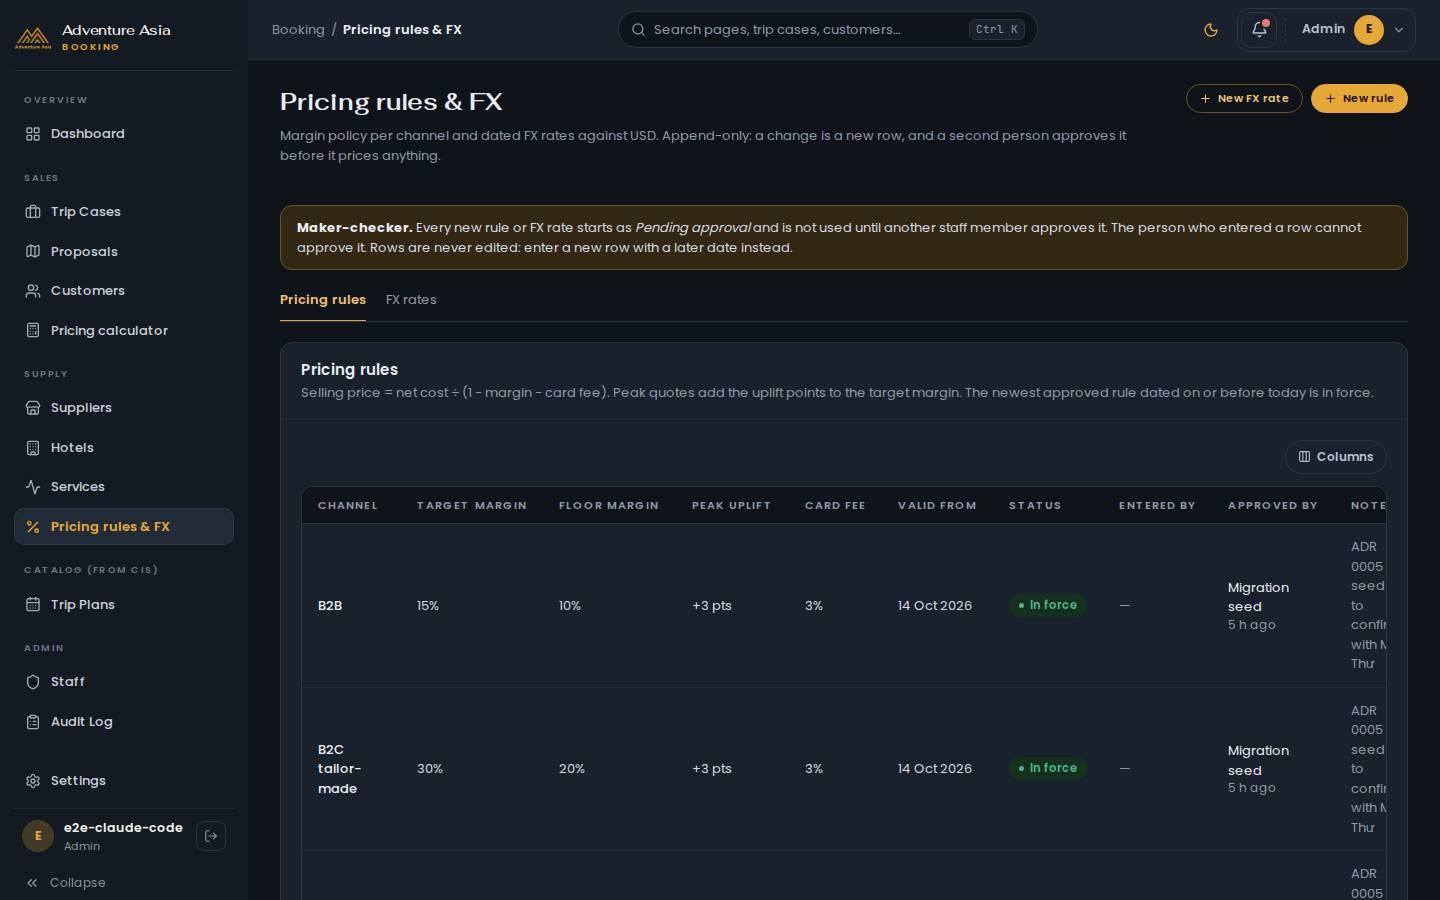 Adventure Asia
BOOKING
Adventure Asia
OVERVIEW
Dashboard
SALES
Trip Cases
Proposals
Customers
Pricing calculator
SUPPLY
Suppliers
Hotels
Services
Pricing rules & FX
CATALOG (FROM CIS)
Trip Plans
ADMIN
Staff
Audit Log
Settings
E
e2e-claude-code
Admin
Collapse
Booking / Pricing rules & FX
Search pages, trip cases, customers…
Ctrl K
Admin
E
Pricing rules & FX
New FX rate
New rule
Margin policy per channel and dated FX rates against USD. Append-only: a change is a new row, and a second person approves it
before it prices anything.
Maker-checker. Every new rule or FX rate starts as Pending approval and is not used until another staff member approves it. The person who entered a row cannot
approve it. Rows are never edited: enter a new row with a later date instead.
Pricing rules FX rates
Pricing rules
Selling price = net cost ÷ (1 − margin − card fee). Peak quotes add the uplift points to the target margin. The newest approved rule dated on or before today is in force.
Columns
CHANNEL TARGET MARGIN FLOOR MARGIN PEAK UPLIFT CARD FEE VALID FROM STATUS ENTERED BY APPROVED BY NOTE
B2B 15% 10% +3 pts 3% 14 Oct 2026 In force —
Migration
seed
5 h ago
ADR
0005
seed
to
confir
with M
Thư
B2C
tailor-
made
30% 20% +3 pts 3% 14 Oct 2026 In force —
Migration
seed
5 h ago
ADR
0005
seed
to
confir
with M
Thư
ADR
0005